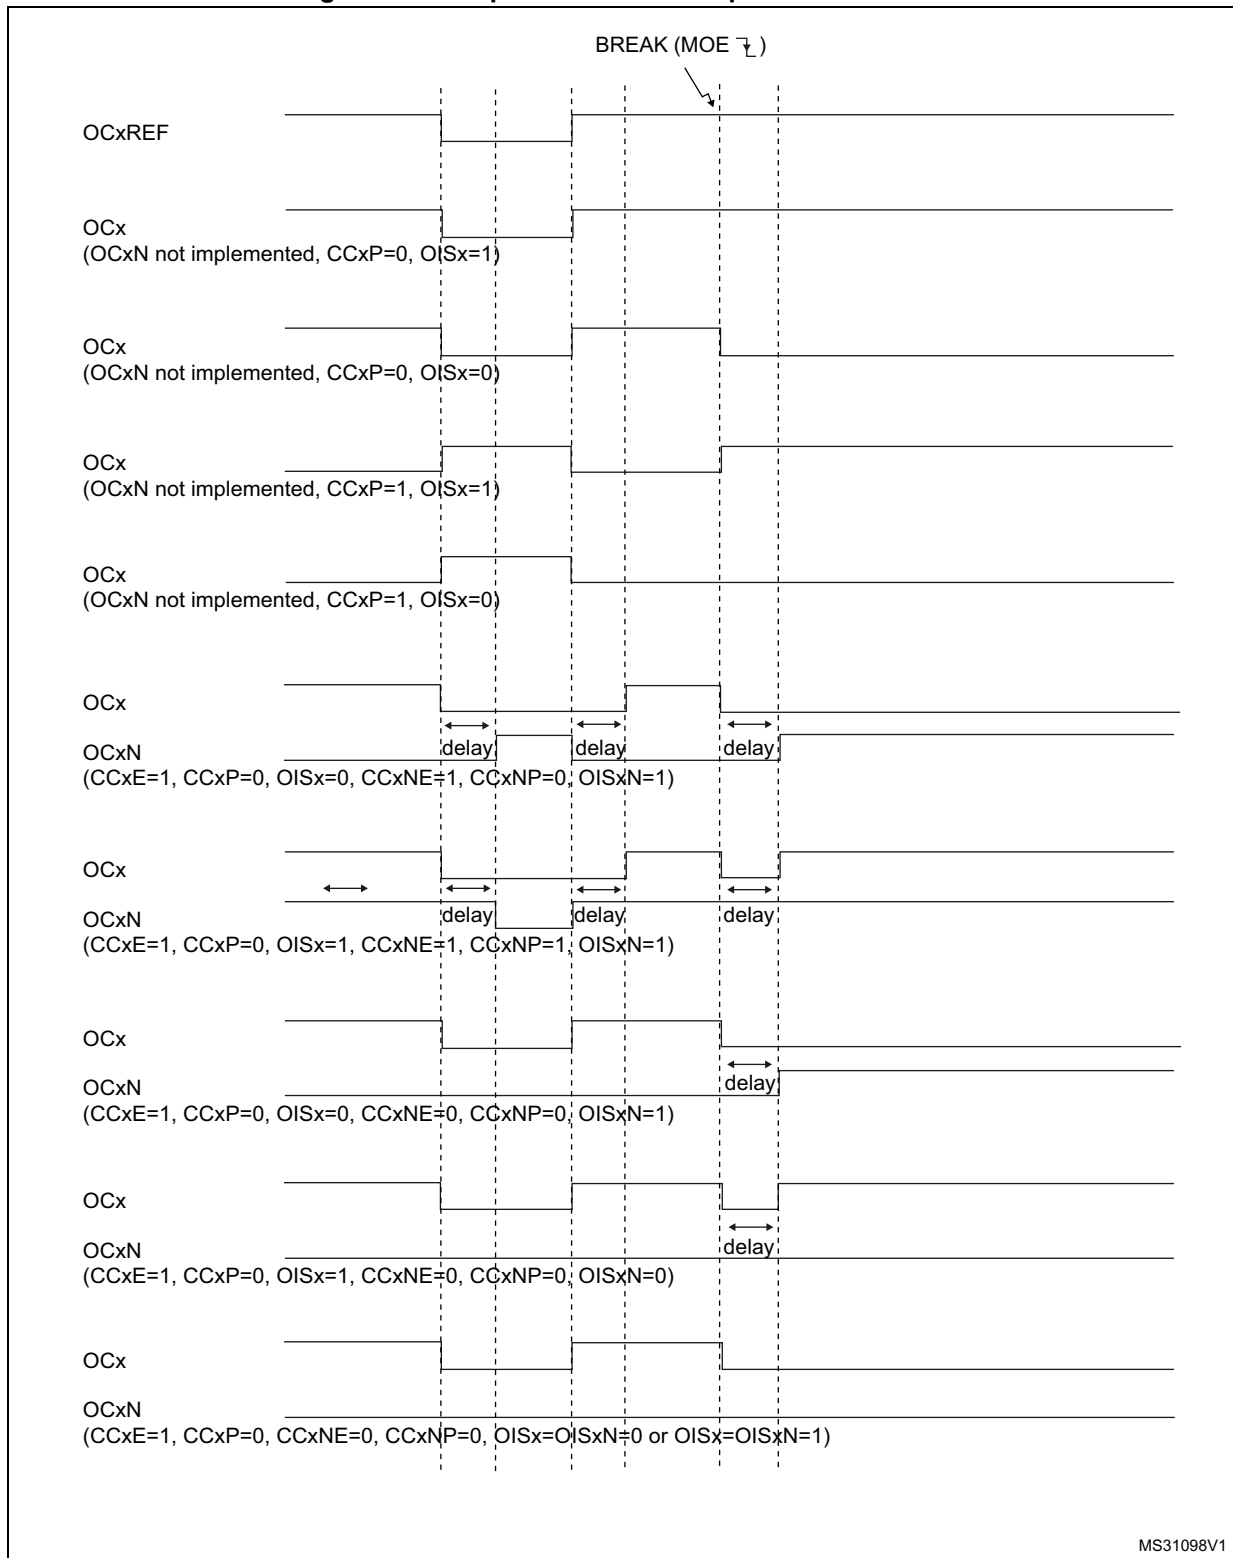 BREAK (MOE )
OCxREF
OCx
(OCxN not implemented, CCxP=0, OISx=1)
OCx
(OCxN not implemented, CCxP=0, OISx=0)
OCx
(OCxN not implemented, CCxP=1, OISx=1)
OCx
(OCxN not implemented, CCxP=1, OISx=0)
OCx
delay delay delay
OCxN
(CCxE=1, CCxP=0, OISx=0, CCxNE=1, CCxNP=0, OISxN=1)
OCx
delay delay delay
OCxN
(CCxE=1, CCxP=0, OISx=1, CCxNE=1, CCxNP=1, OISxN=1)
OCx
delay
OCxN
(CCxE=1, CCxP=0, OISx=0, CCxNE=0, CCxNP=0, OISxN=1)
OCx
delay
OCxN
(CCxE=1, CCxP=0, OISx=1, CCxNE=0, CCxNP=0, OISxN=0)
OCx
OCxN
(CCxE=1, CCxP=0, CCxNE=0, CCxNP=0, OISx=OISxN=0 or OISx=OISxN=1)
MS31098V1